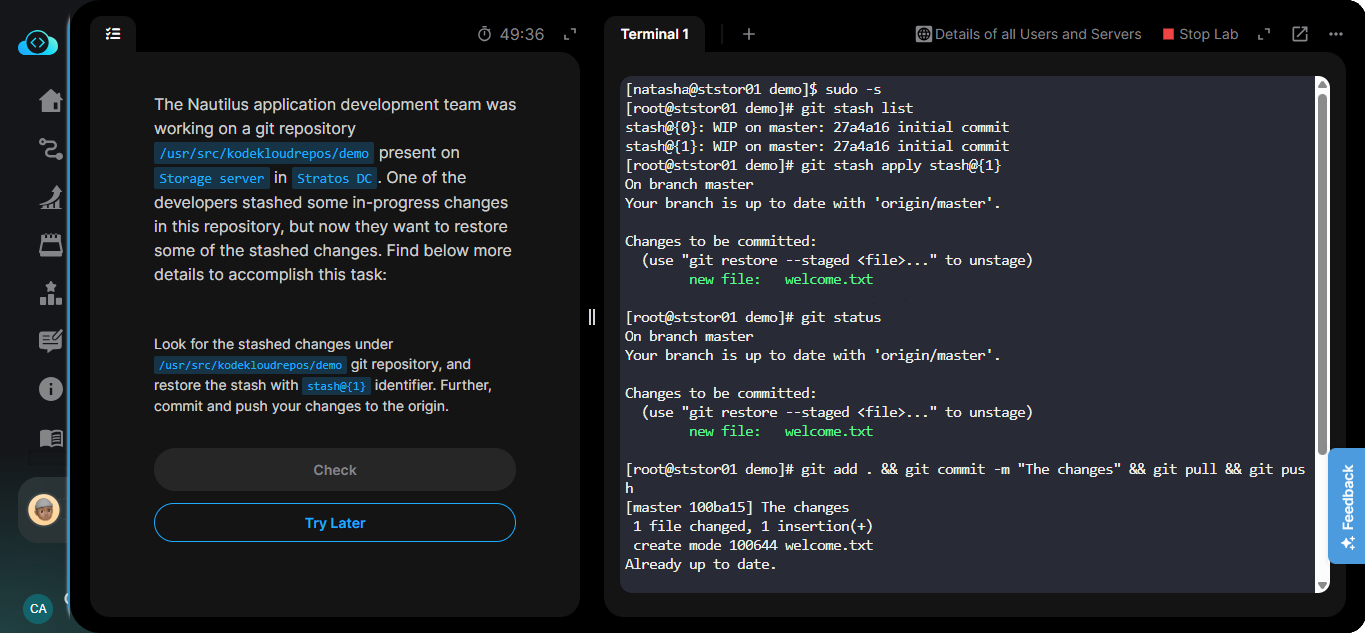 49:36
The Nautilus application development team was
working on a git repository
/usr/src/kodekloudrepos/demo present on
Storage server in Stratos DC. One of the
developers stashed some in-progress changes
in this repository, but now they want to restore
some of the stashed changes. Find below more
details to accomplish this task:
Look for the stashed changes under
/usr/src/kodekloudrepos/demo git repository, and
restore the stash with stash@{1} identifier. Further,
commit and push your changes to the origin.
Check
Try Later
CA
Terminal 1
+
Details of all Users and Servers
Stop Lab
[natasha@ststor01 demo]$ sudo -s
[root@ststor01 demo]# git stash list
stash@{0}: WIP on master: 27a4a16 initial commit
stash@{1}: WIP on master: 27a4a16 initial commit
[root@ststor01 demo]# git stash apply stash@{1}
On branch master
Your branch is up to date with 'origin/master'.
Changes to be committed:
(use "git restore --staged <file>..." to unstage)
new file:   welcome.txt
[root@ststor01 demo]# git status
On branch master
Your branch is up to date with 'origin/master'.
Changes to be committed:
(use "git restore --staged <file>..." to unstage)
new file:   welcome.txt
[root@ststor01 demo]# git add . && git commit -m "The changes" && git pull && git pus
h
[master 100ba15] The changes
1 file changed, 1 insertion(+)
create mode 100644 welcome.txt
Already up to date.
Feedback